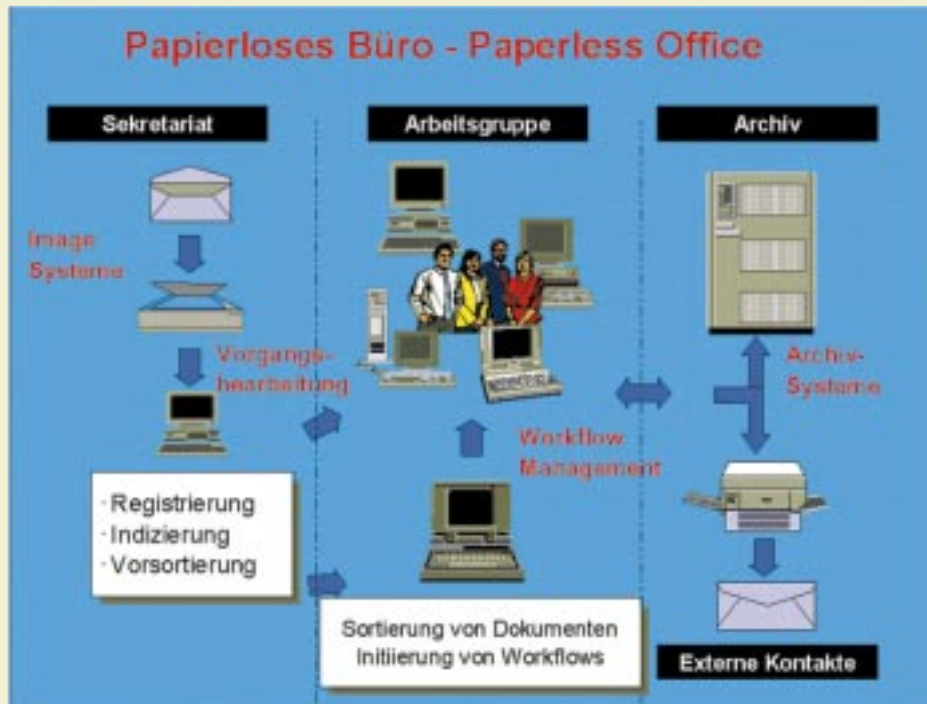 Papierloses Büro - Paperless Office
Sekretariat
Arbeitsgruppe
Archiv
Image
Systeme
Vorgangs-
bearbeitung
Archiv-
Systeme
Workflow
Management
· Registrierung
· Indizierung
· Vorsortierung
Sortierung von Dokumenten
Initiierung von Workflows
Externe Kontakte